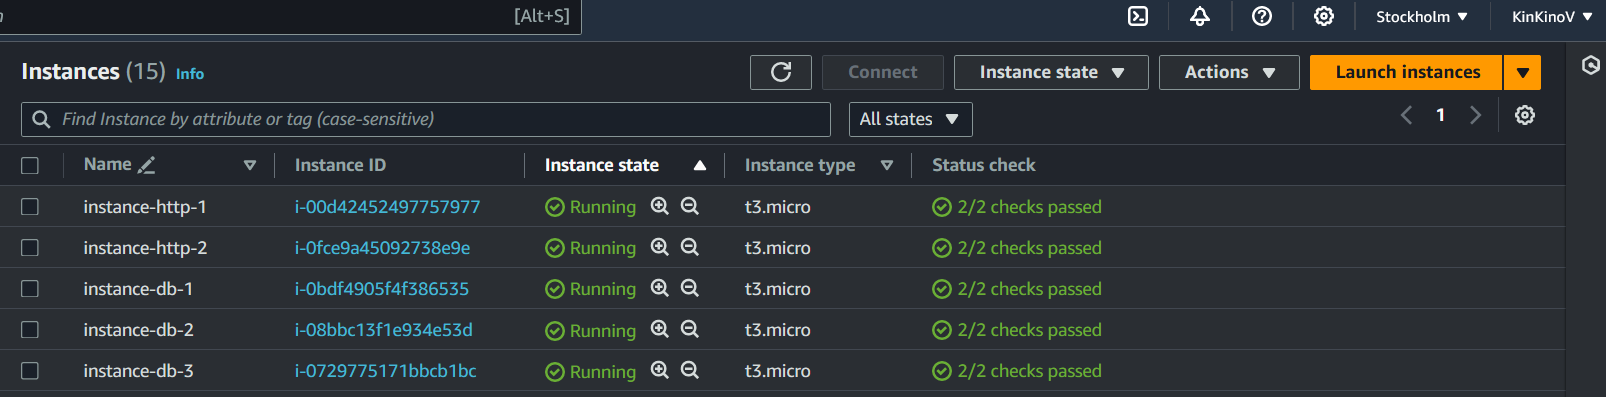 [Alt+S] Stockholm KinKinoV
Instances (15) Info Connect Instance state Actions Launch instances
Find Instance by attribute or tag (case-sensitive) All states 1
Name Instance ID Instance state Instance type Status check
instance-http-1 i-00d42452497757977 Running t3.micro 2/2 checks passed
instance-http-2 i-0fce9a45092738e9e Running t3.micro 2/2 checks passed
instance-db-1 i-0bdf4905f4f386535 Running t3.micro 2/2 checks passed
instance-db-2 i-08bbc13f1e934e53d Running t3.micro 2/2 checks passed
instance-db-3 i-0729775171bbcb1bc Running t3.micro 2/2 checks passed